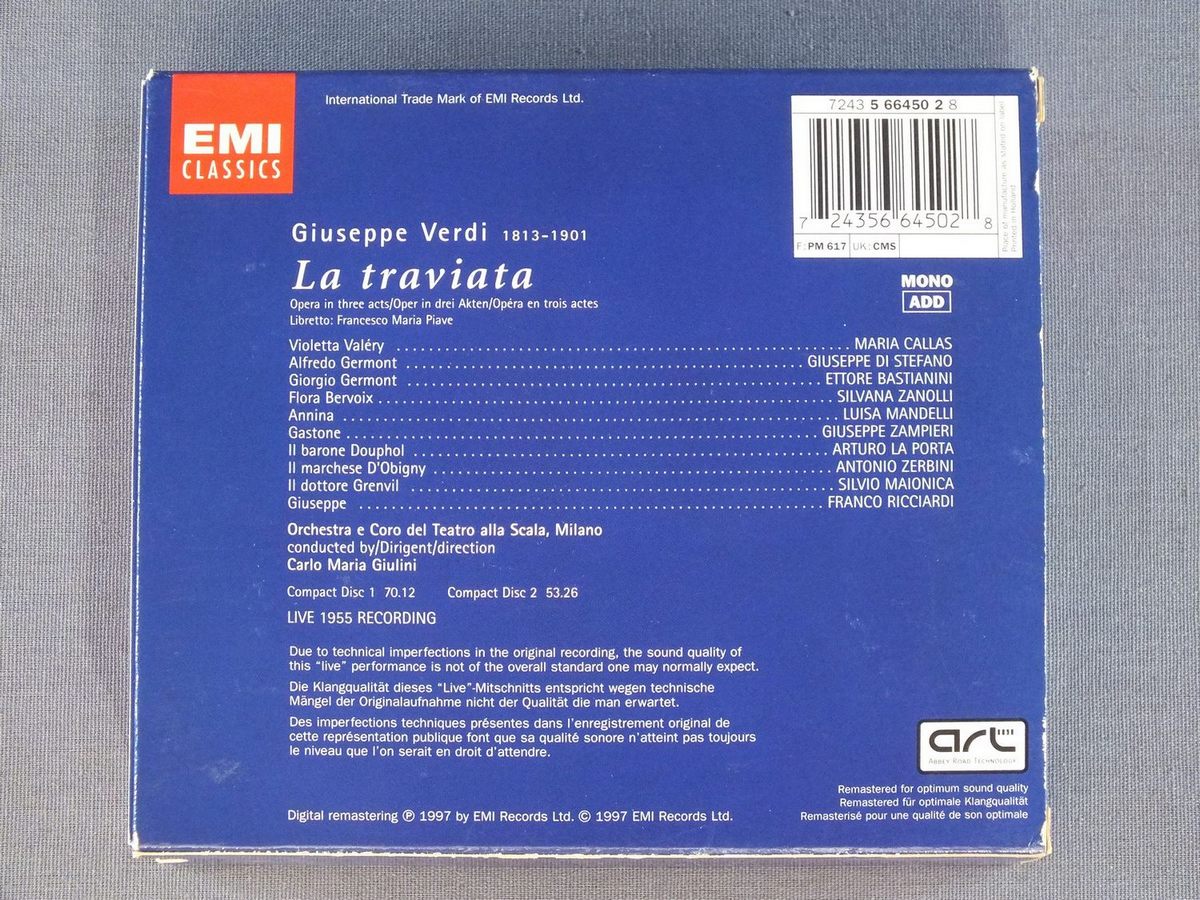 EMI
CLASSICS
International Trade Mark of EMI Records Ltd.
7243 5 66450 2 8
7 24356 64502 8
F: PM 617 UK: CMS
Place of manufacture as stated on label
Printed in Holland
Giuseppe Verdi 1813-1901
La traviata
Opera in three acts/Oper in drei Akten/Opéra en trois actes
Libretto: Francesco Maria Piave
MONO
ADD
Violetta Valéry MARIA CALLAS
Alfredo Germont GIUSEPPE DI STEFANO
Giorgio Germont ETTORE BASTIANINI
Flora Bervoix SILVANA ZANOLLI
Annina LUISA MANDELLI
Gastone GIUSEPPE ZAMPIERI
Il barone Douphol ARTURO LA PORTA
Il marchese D'Obigny ANTONIO ZERBINI
Il dottore Grenvil SILVIO MAIONICA
Giuseppe FRANCO RICCIARDI
Orchestra e Coro del Teatro alla Scala, Milano
conducted by/Dirigent/direction
Carlo Maria Giulini
Compact Disc 1 70.12 Compact Disc 2 53.26
LIVE 1955 RECORDING
Due to technical imperfections in the original recording, the sound quality of
this "live" performance is not of the overall standard one may normally expect.
Die Klangqualität dieses "Live"-Mitschnitts entspricht wegen technische
Mängel der Originalaufnahme nicht der Qualität die man erwartet.
Des imperfections techniques présentes dans l'enregistrement original de
cette représentation publique font que sa qualité sonore n'atteint pas toujours
le niveau que l'on serait en droit d'attendre.
art
ABBEY ROAD TECHNOLOGY
Remastered for optimum sound quality
Remastered für optimale Klangqualität
Remasterisé pour une qualité de son optimale
Digital remastering ℗ 1997 by EMI Records Ltd. © 1997 EMI Records Ltd.